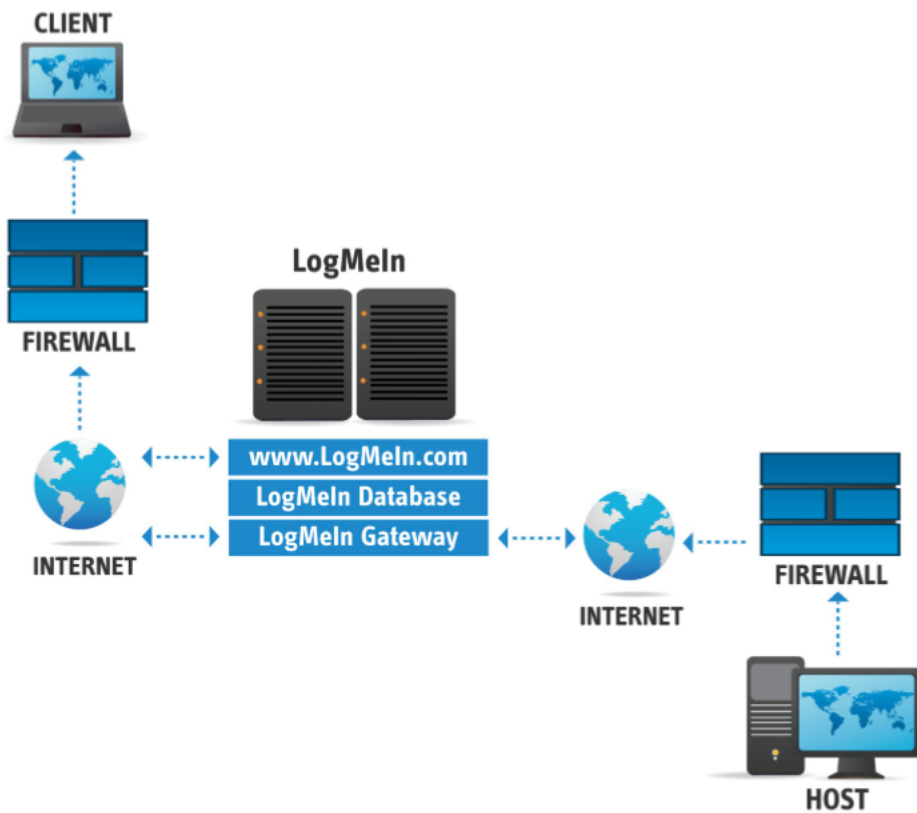 CLIENT
FIREWALL
LogMeIn
www.LogMeIn.com
LogMeIn Database
LogMeIn Gateway
INTERNET
INTERNET
FIREWALL
HOST